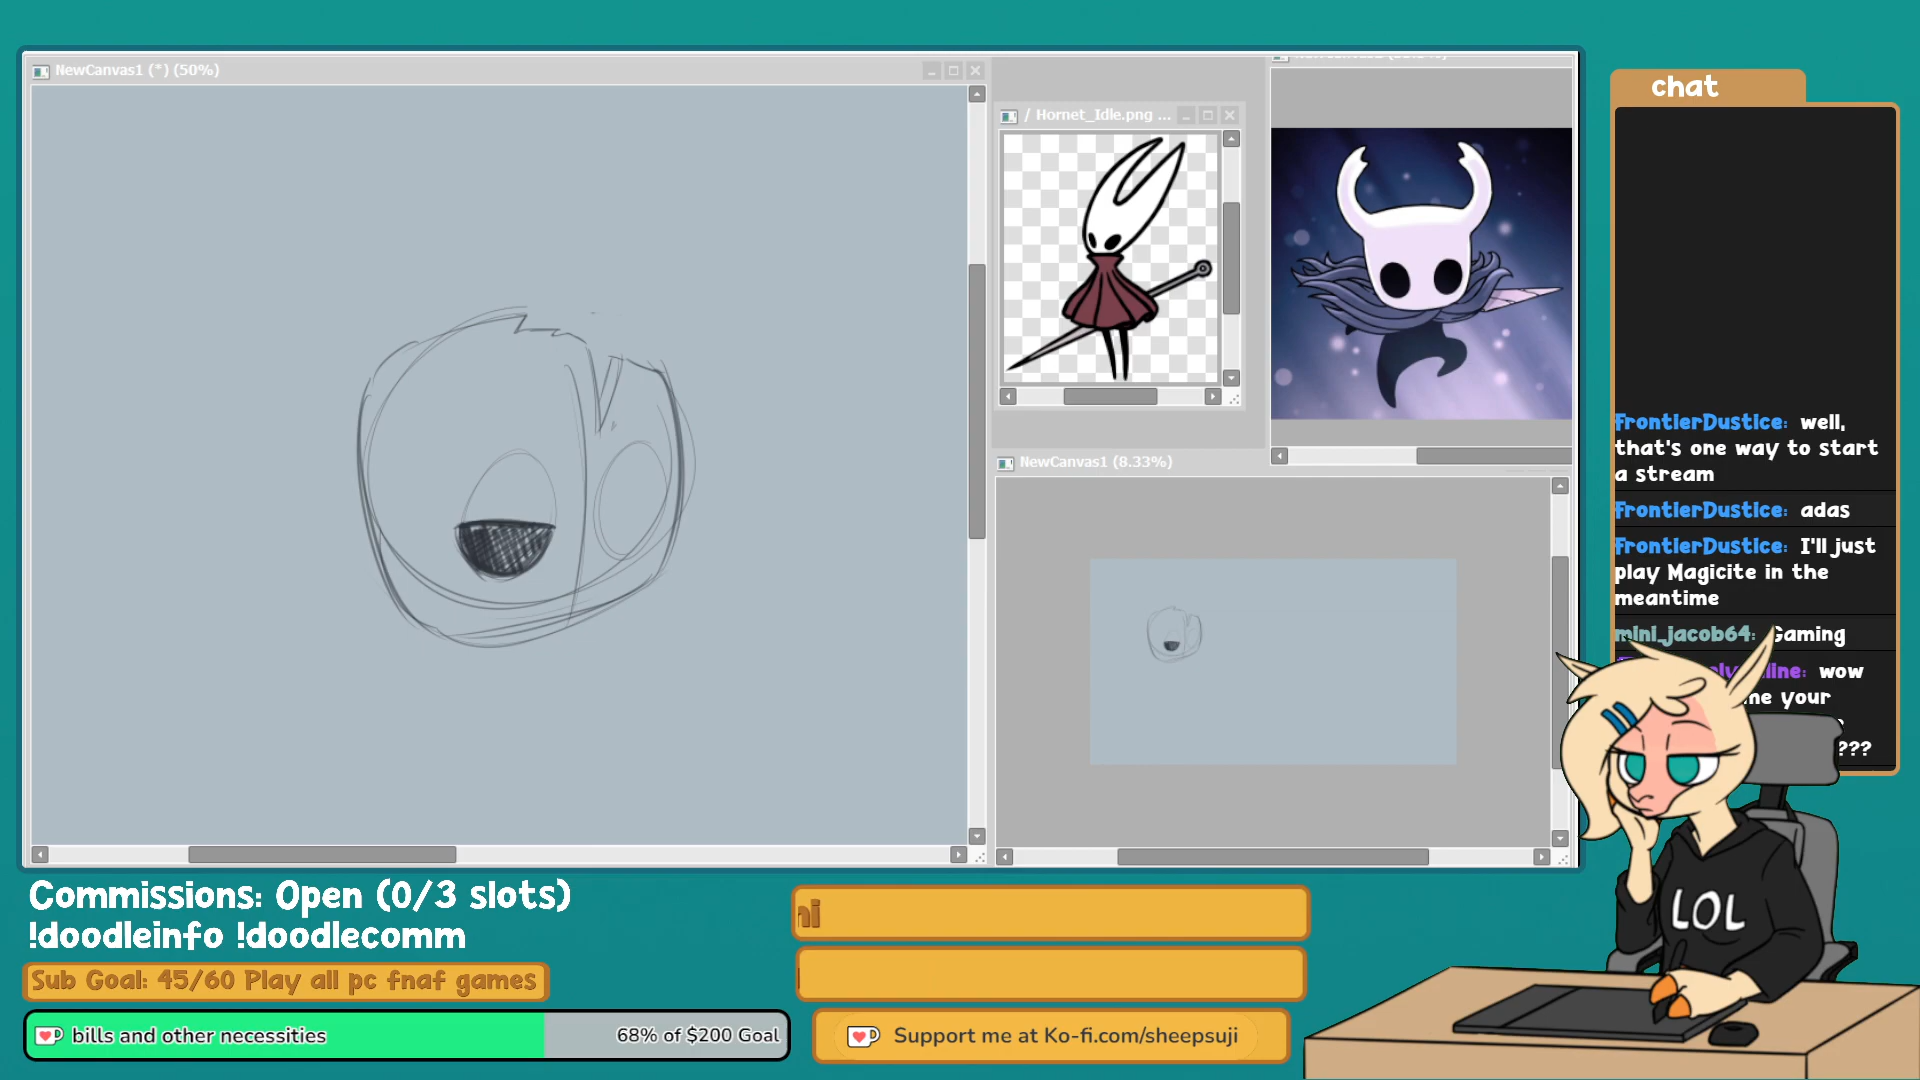 NewCanvas1 (*) (50%)
/ Hornet_Idle.png ...
NewCanvas1 (8.33%)
chat
FrontierDustice: well,
that's one way to start
a stream
FrontierDustice: adas
FrontierDustice: I'll just
play Magicite in the
meantime
mini_jacob64: Gaming
wow
your
???
LOL
Commissions: Open (0/3 slots)
!doodleinfo !doodlecomm
Sub Goal: 45/60 Play all pc fnaf games
bills and other necessities
68% of $200 Goal
Support me at Ko-fi.com/sheepsuji